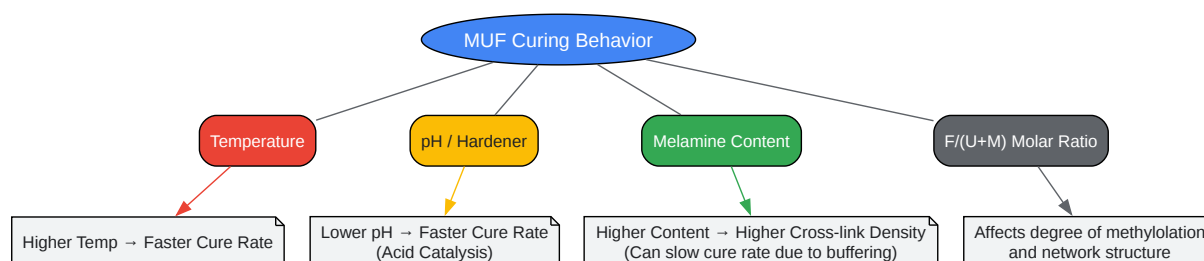 MUF Curing Behavior
Temperature
pH / Hardener
Melamine Content
F/(U+M) Molar Ratio
Higher Temp → Faster Cure Rate
Lower pH → Faster Cure Rate
(Acid Catalysis)
Higher Content → Higher Cross-link Density
(Can slow cure rate due to buffering)
Affects degree of methylolation
and network structure